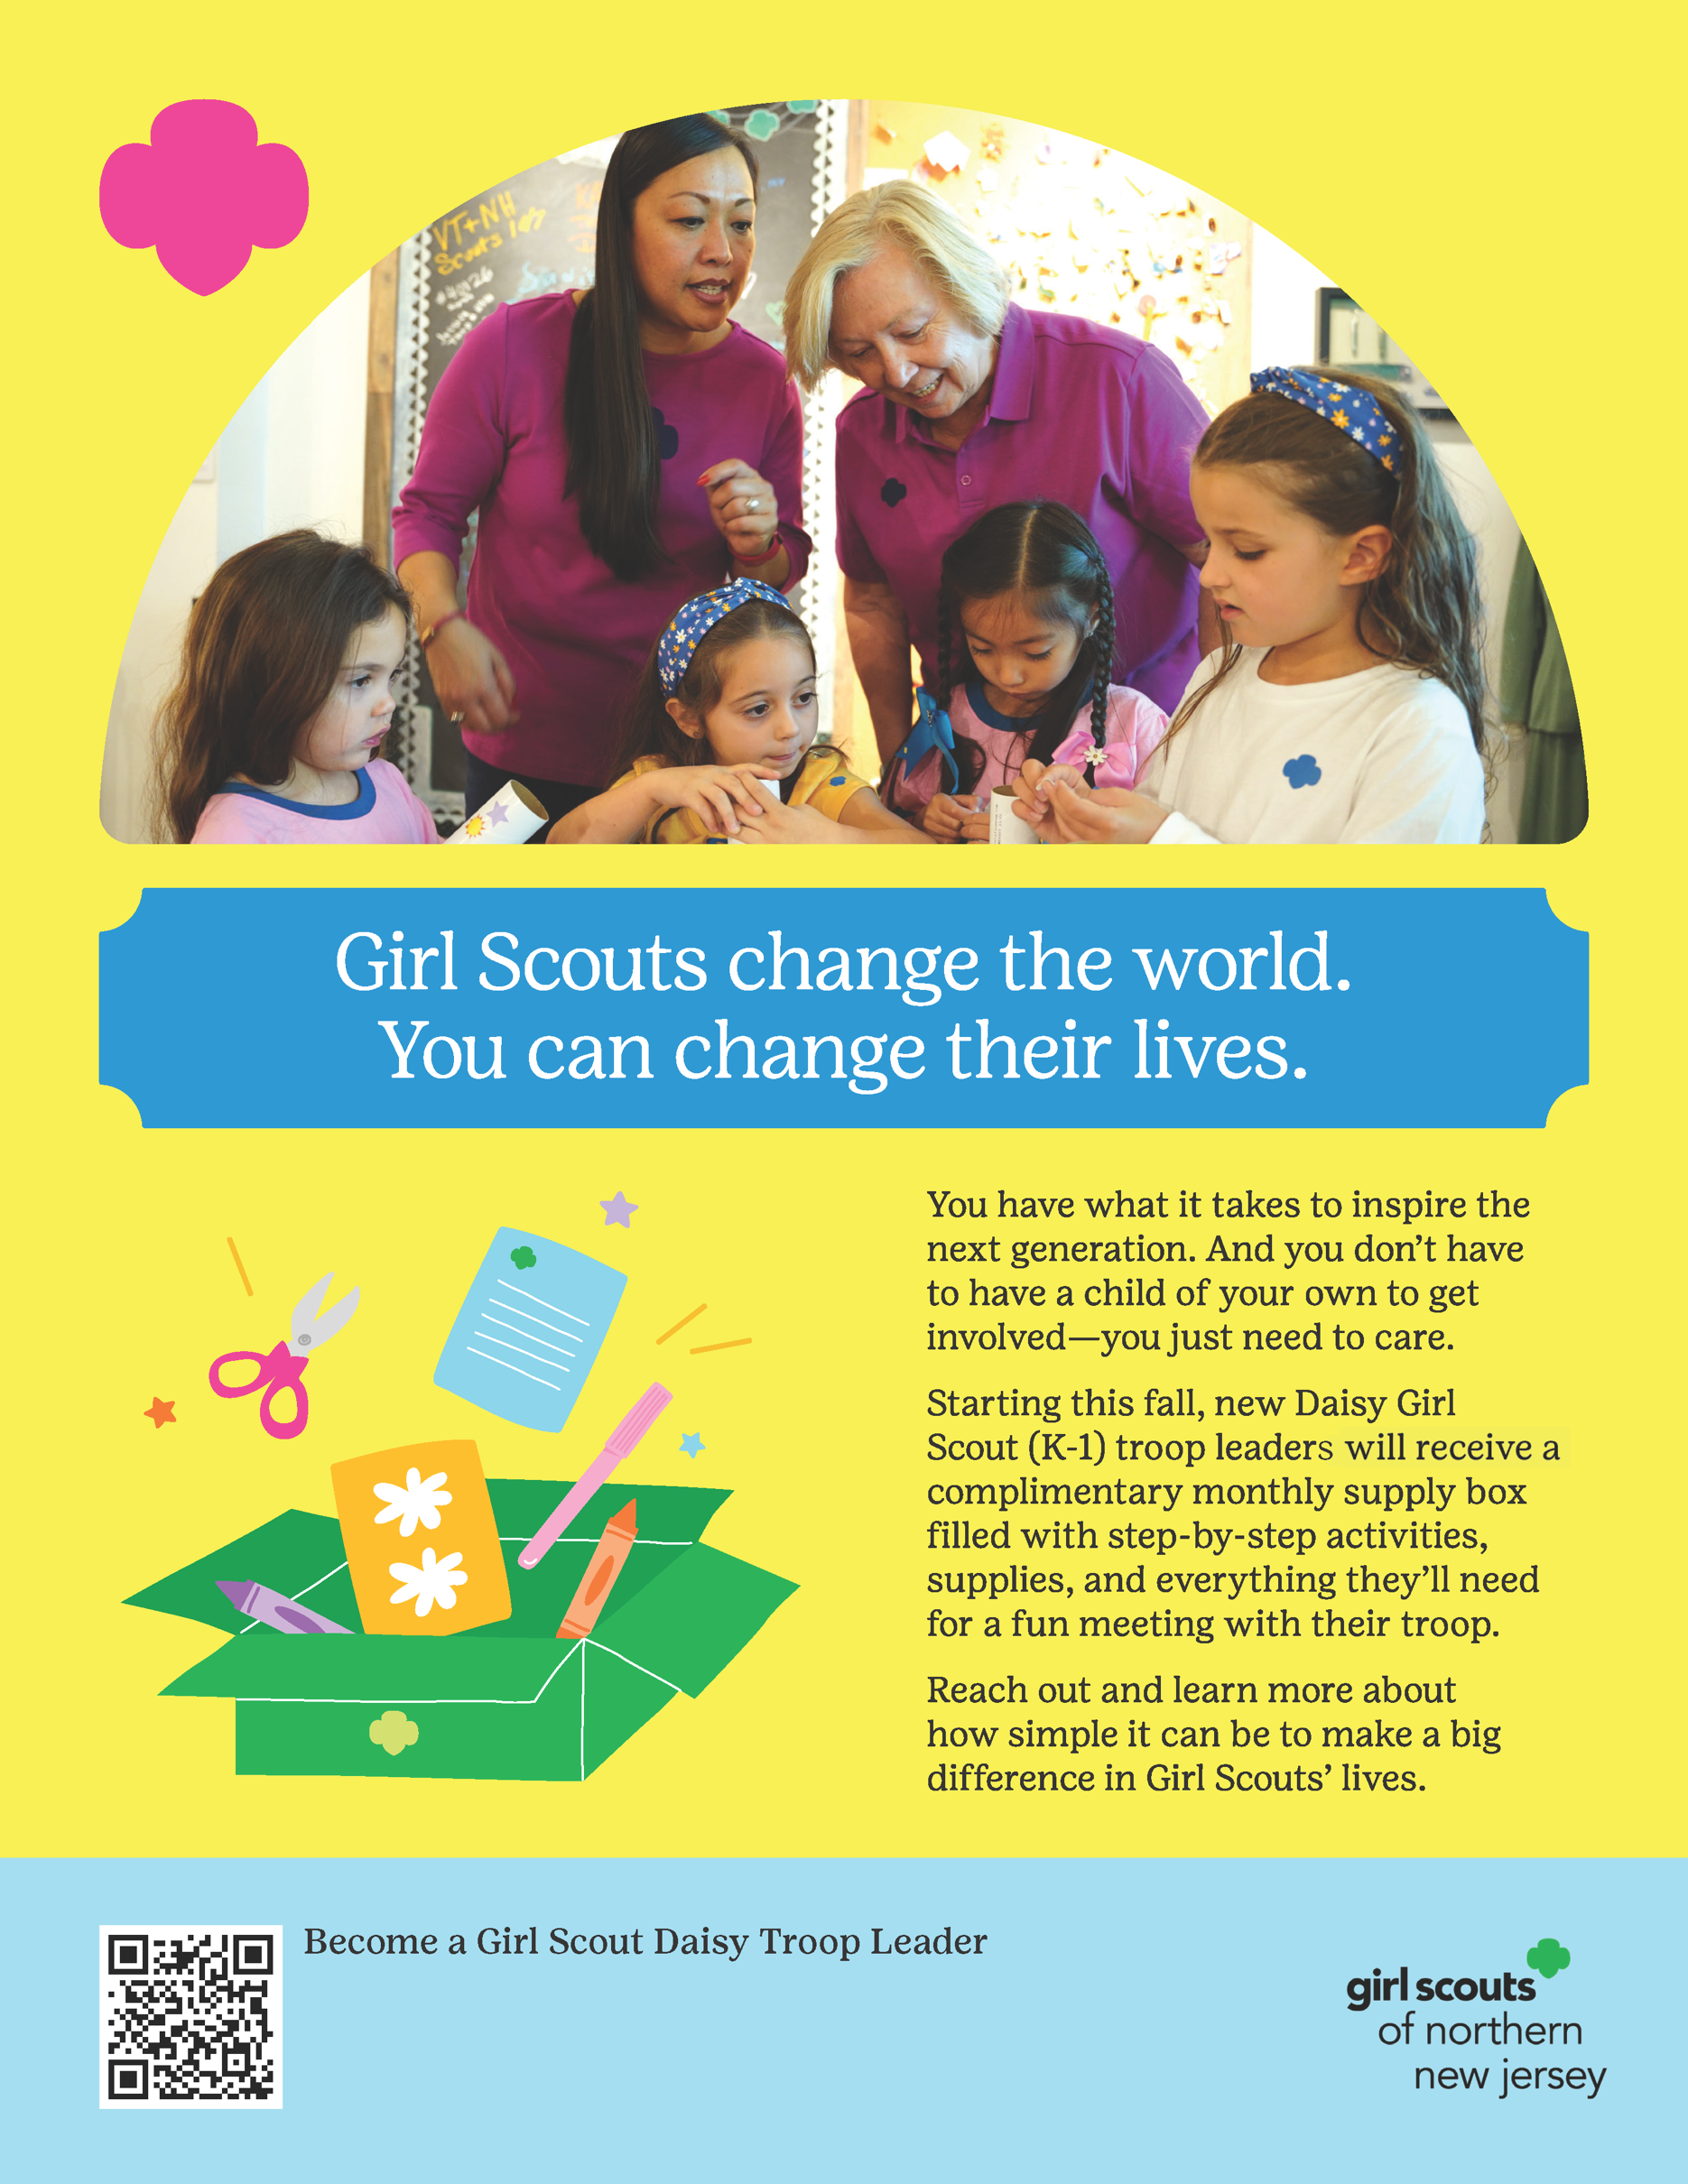 VT+NH
Scouts
Girl Scouts change the world.
You can change their lives.
You have what it takes to inspire the
next generation. And you don’t have
to have a child of your own to get
involved—you just need to care.
Starting this fall, new Daisy Girl
Scout (K-1) troop leaders will receive a
complimentary monthly supply box
filled with step-by-step activities,
supplies, and everything they’ll need
for a fun meeting with their troop.
Reach out and learn more about
how simple it can be to make a big
difference in Girl Scouts’ lives.
Become a Girl Scout Daisy Troop Leader
girl scouts
of northern
new jersey